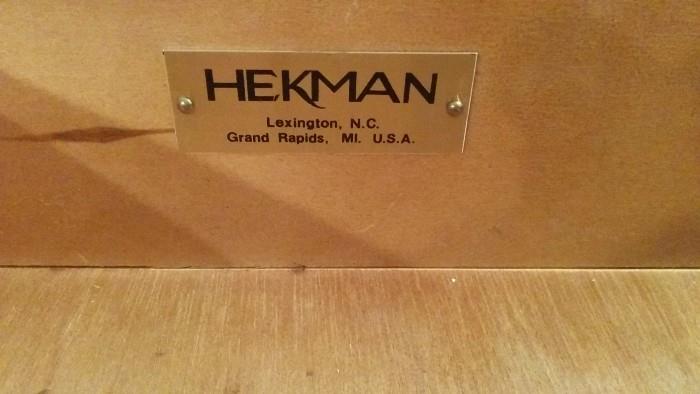 HEKMAN
Lexington, N.C.
Grand Rapids, MI. U.S.A.